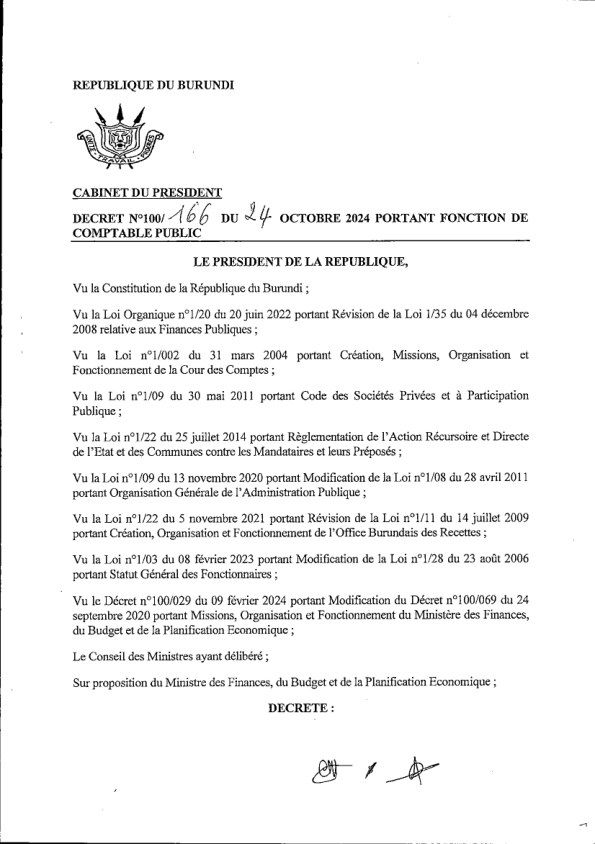 REPUBLIQUE DU BURUNDI
UNITE - TRAVAIL - PROGRES
CABINET DU PRESIDENT
DECRET N°100/ 166 DU 24 OCTOBRE 2024 PORTANT FONCTION DE
COMPTABLE PUBLIC
LE PRESIDENT DE LA REPUBLIQUE,
Vu la Constitution de la République du Burundi ;
Vu la Loi Organique n°1/20 du 20 juin 2022 portant Révision de la Loi 1/35 du 04 décembre
2008 relative aux Finances Publiques ;
Vu la Loi n°1/002 du 31 mars 2004 portant Création, Missions, Organisation et
Fonctionnement de la Cour des Comptes ;
Vu la Loi n°1/09 du 30 mai 2011 portant Code des Sociétés Privées et à Participation
Publique ;
Vu la Loi n°1/22 du 25 juillet 2014 portant Règlementation de l'Action Récursoire et Directe
de l'Etat et des Communes contre les Mandataires et leurs Préposés ;
Vu la Loi n°1/09 du 13 novembre 2020 portant Modification de la Loi n°1/08 du 28 avril 2011
portant Organisation Générale de l'Administration Publique ;
Vu la Loi n°1/22 du 5 novembre 2021 portant Révision de la Loi n°1/11 du 14 juillet 2009
portant Création, Organisation et Fonctionnement de l'Office Burundais des Recettes ;
Vu la Loi n°1/03 du 08 février 2023 portant Modification de la Loi n°1/28 du 23 août 2006
portant Statut Général des Fonctionnaires ;
Vu le Décret n°100/029 du 09 février 2024 portant Modification du Décret n°100/069 du 24
septembre 2020 portant Missions, Organisation et Fonctionnement du Ministère des Finances,
du Budget et de la Planification Economique ;
Le Conseil des Ministres ayant délibéré ;
Sur proposition du Ministre des Finances, du Budget et de la Planification Economique ;
DECRETE :